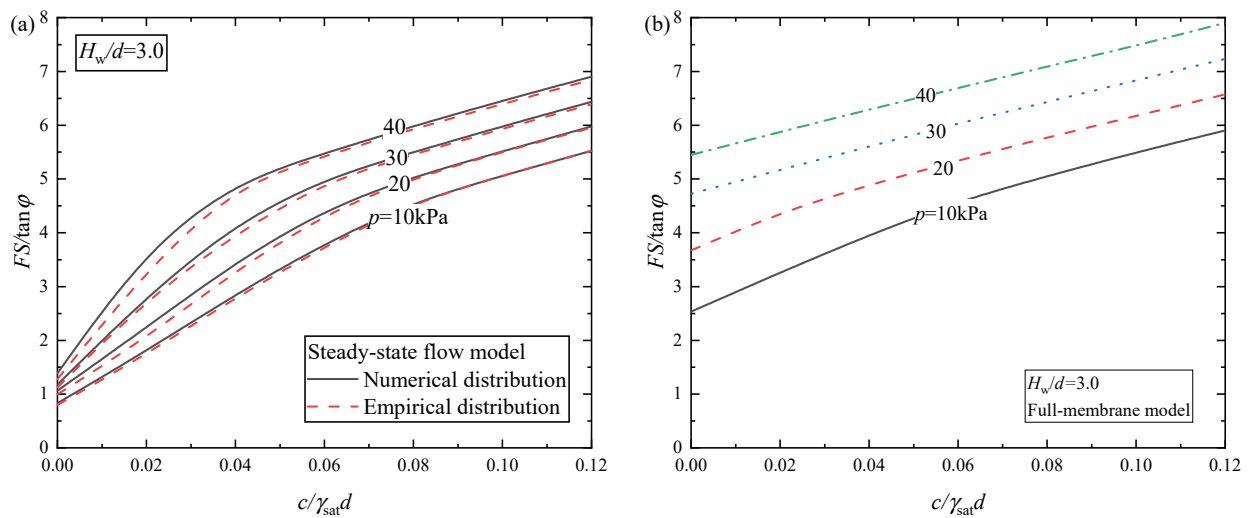 (a)
H_w/d=3.0
FS/tanφ
8
7
6
5
4
3
2
1
0
40
30
20
p=10kPa
Steady-state flow model
Numerical distribution
Empirical distribution
0.00 0.02 0.04 0.06 0.08 0.10 0.12
c/γ_sat d
(b)
FS/tanφ
8
7
6
5
4
3
2
1
0
40
30
20
p=10kPa
H_w/d=3.0
Full-membrane model
0.00 0.02 0.04 0.06 0.08 0.10 0.12
c/γ_sat d